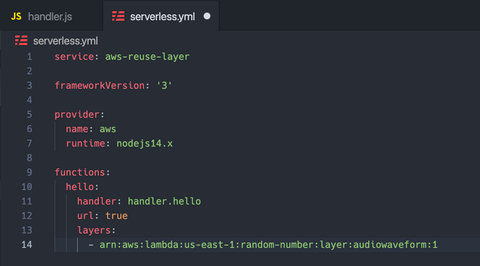 JS handler.js serverless.yml
serverless.yml
1 service: aws-reuse-layer
2
3 frameworkVersion: '3'
4
5 provider:
6 name: aws
7 runtime: nodejs14.x
8
9 functions:
10 hello:
11 handler: handler.hello
12 url: true
13 layers:
14 - arn:aws:lambda:us-east-1:random-number:layer:audiowaveform:1